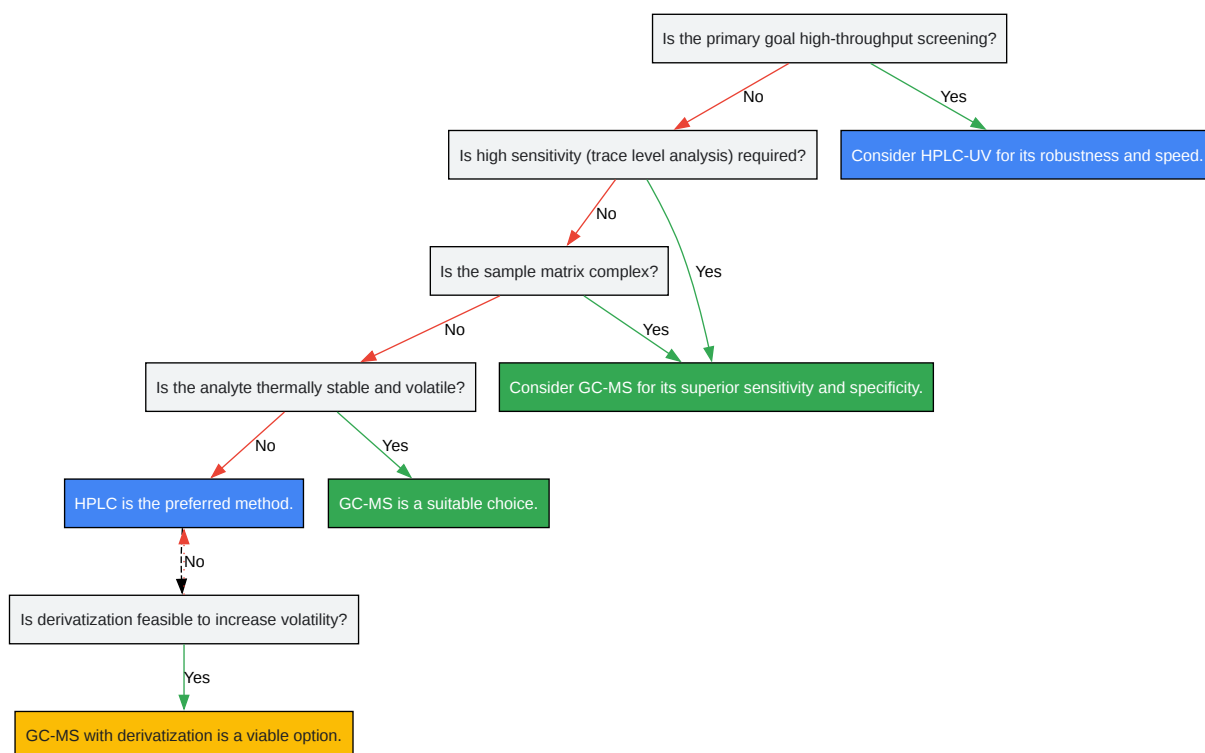 Is the primary goal high-throughput screening?
No
Yes
Is high sensitivity (trace level analysis) required?
Consider HPLC-UV for its robustness and speed.
No
Is the sample matrix complex?
Yes
No
Yes
Is the analyte thermally stable and volatile?
Consider GC-MS for its superior sensitivity and specificity.
No
Yes
HPLC is the preferred method.
GC-MS is a suitable choice.
No
Is derivatization feasible to increase volatility?
Yes
GC-MS with derivatization is a viable option.